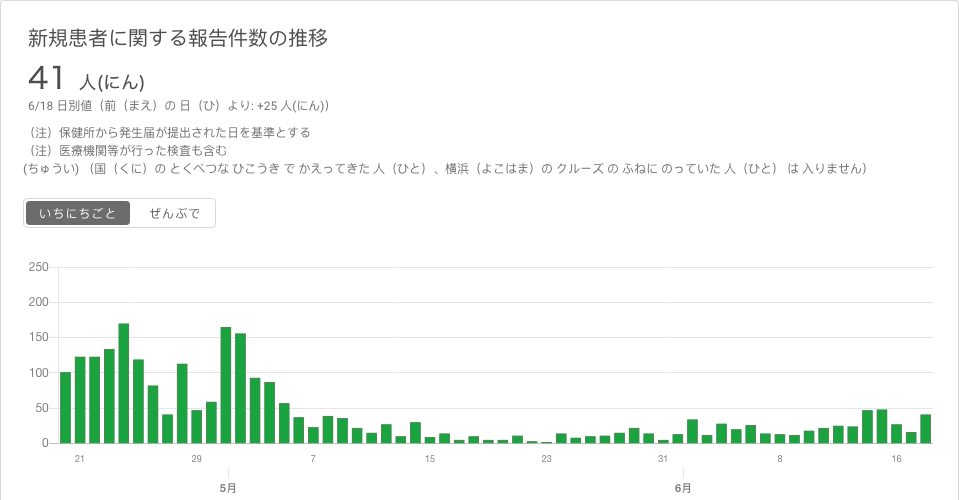 新規患者に関する報告件数の推移
41 人(にん)
6/18 日別値（前（まえ）の 日（ひ）より: +25 人(にん)）
（注）保健所から発生届が提出された日を基準とする
（注）医療機関等が行った検査も含む
(ちゅうい) （国（くに）の とくべつな ひこうき で かえってきた 人（ひと）、横浜（よこはま）の クルーズ の ふねに のっていた 人（ひと） は 入りません）
いちにちごと ぜんぶで
250
200
150
100
50
0
21 29 7 15 23 31 8 16
5月 6月